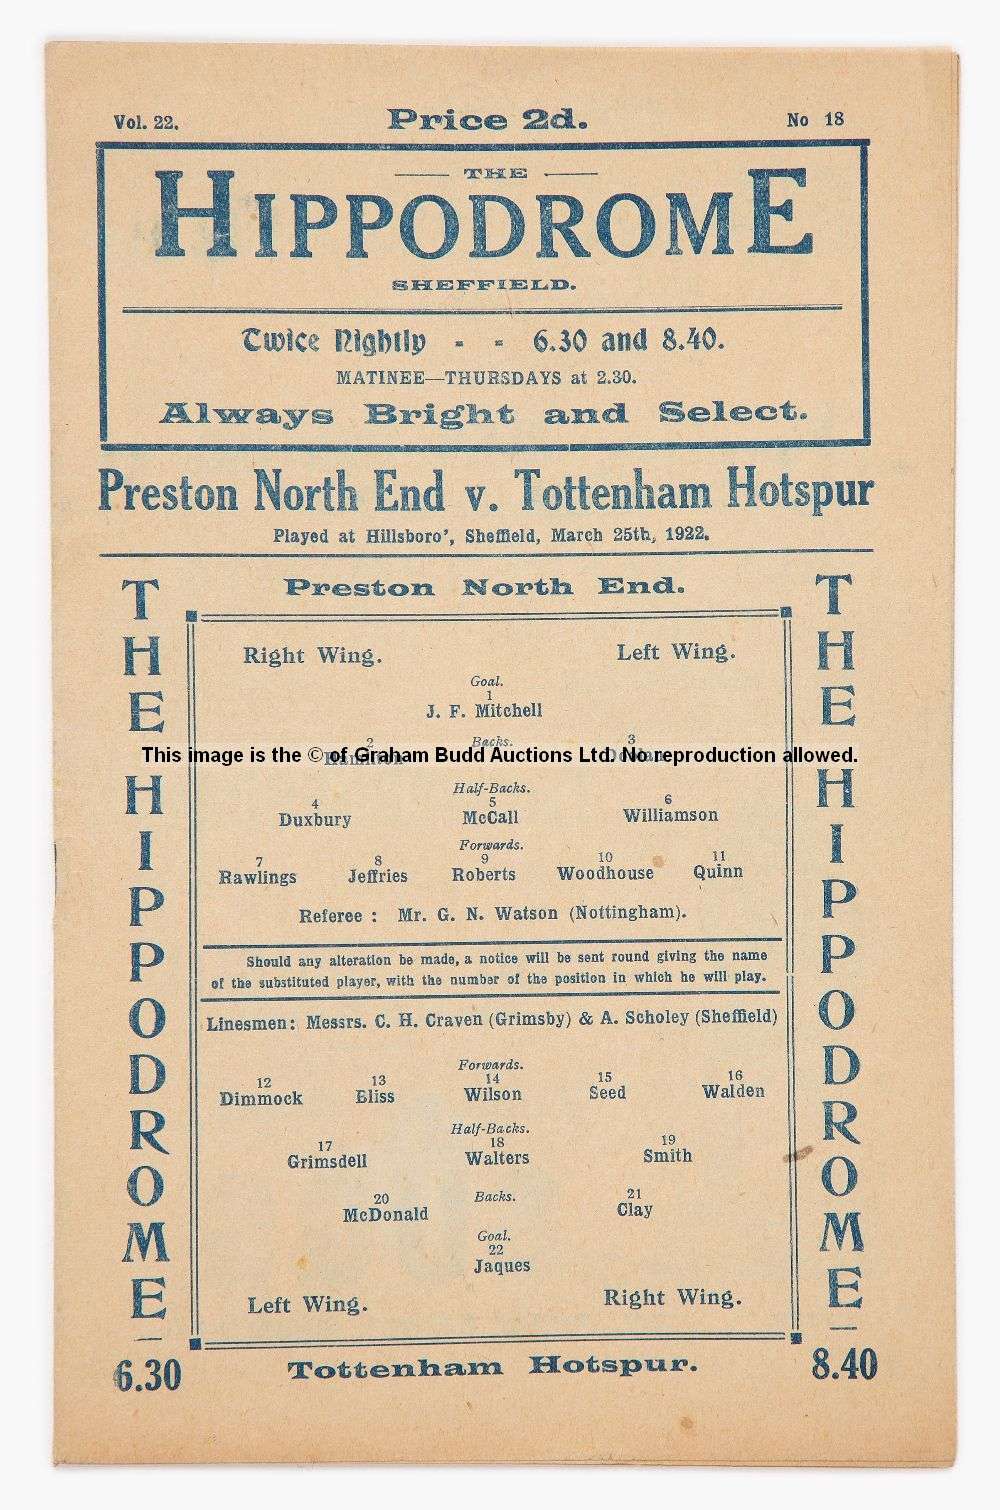 Vol. 22. Price 2d. No 18
THE
HIPPODROME
SHEFFIELD.
Twice Nightly - - 6.30 and 8.40.
MATINEE—THURSDAYS at 2.30.
Always Bright and Select.
Preston North End v. Tottenham Hotspur
Played at Hillsboro', Sheffield, March 25th, 1922.
THE HIPPODROME
Preston North End.
Right Wing. Left Wing.
Goal.
1
J. F. Mitchell
2 Backs. 3
Hamilton
This image is the © of Graham Budd Auctions Ltd. No reproduction allowed.
Half-Backs.
4 5 6
Duxbury McCall Williamson
Forwards.
7 8 9 10 11
Rawlings Jeffries Roberts Woodhouse Quinn
Referee : Mr. G. N. Watson (Nottingham).
Should any alteration be made, a notice will be sent round giving the name
of the substituted player, with the number of the position in which he will play.
Linesmen: Messrs. C. H. Craven (Grimsby) & A. Scholey (Sheffield)
Forwards.
12 13 14 15 16
Dimmock Bliss Wilson Seed Walden
Half-Backs.
17 18 19
Grimsdell Walters Smith
20 Backs. 21
McDonald Clay
Goal.
22
Jaques
Left Wing. Right Wing.
Tottenham Hotspur.
6.30
THE HIPPODROME
8.40